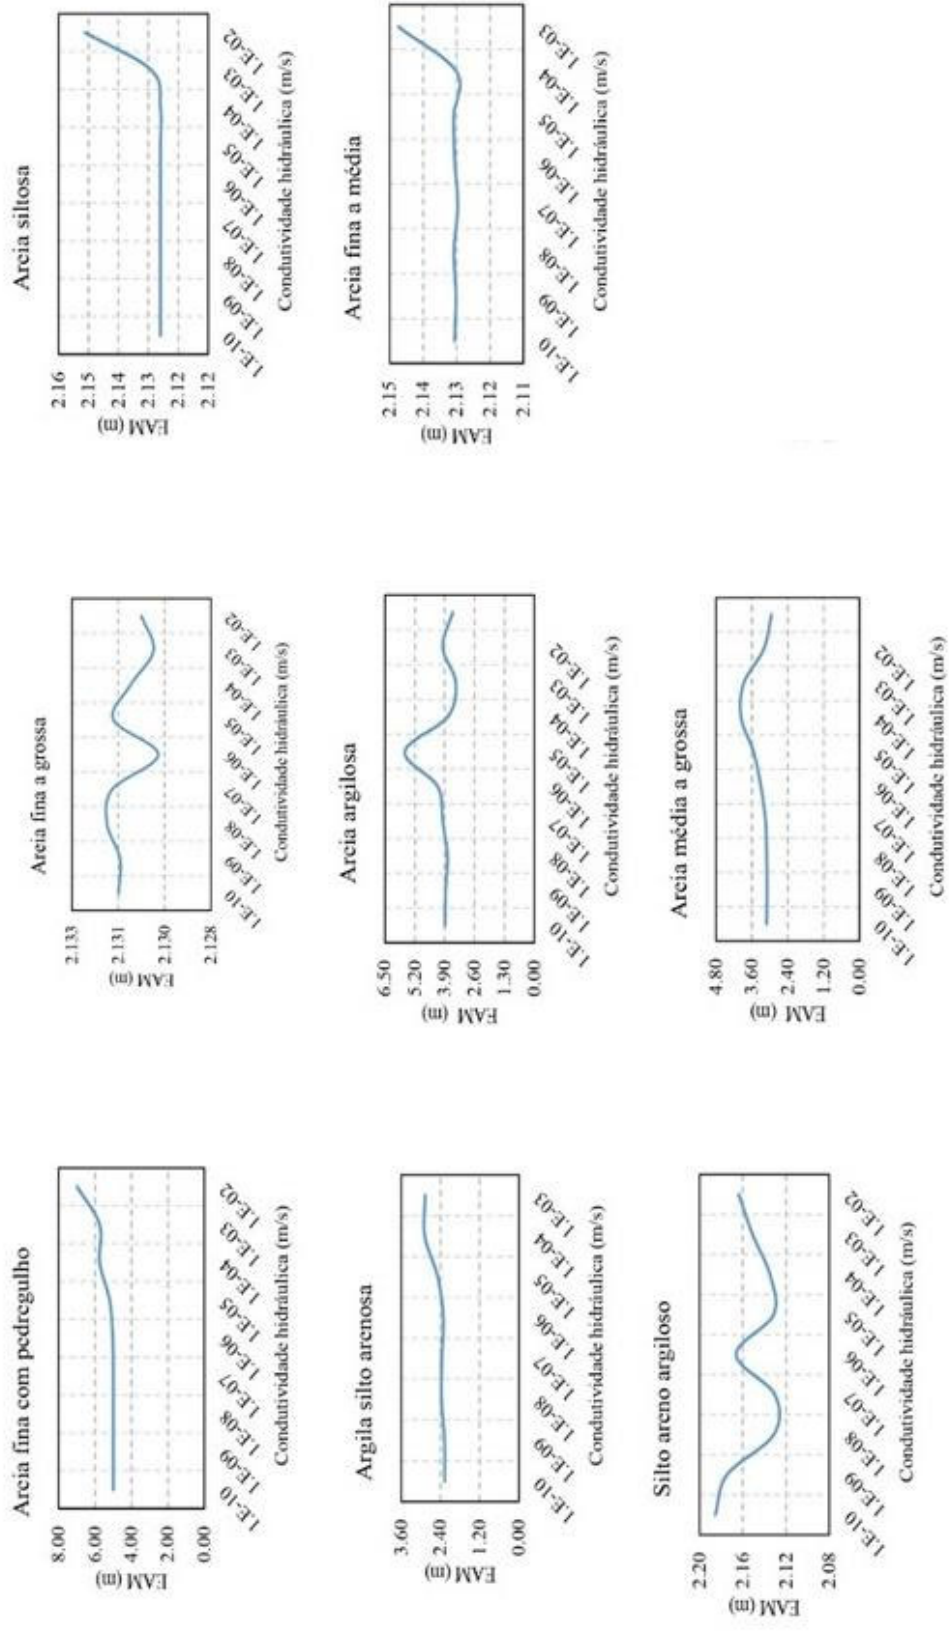 Areia fina com pedregulho
EAM (m)
8.00
6.00
4.00
2.00
0.00
1.E-10
1.E-09
1.E-08
1.E-07
1.E-06
1.E-05
1.E-04
1.E-03
1.E-02
Condutividade hidráulica (m/s)
Areia fina a grossa
EAM (m)
2.133
2.131
2.130
2.128
1.E-10
1.E-09
1.E-08
1.E-07
1.E-06
1.E-05
1.E-04
1.E-03
1.E-02
Condutividade hidráulica (m/s)
Areia siltosa
EAM (m)
2.16
2.15
2.14
2.13
2.12
2.12
1.E-10
1.E-09
1.E-08
1.E-07
1.E-06
1.E-05
1.E-04
1.E-03
1.E-02
Condutividade hidráulica (m/s)
Argila silto arenosa
EAM (m)
3.60
2.40
1.20
0.00
1.E-10
1.E-09
1.E-08
1.E-07
1.E-06
1.E-05
1.E-04
1.E-03
Condutividade hidráulica (m/s)
Areia argilosa
EAM (m)
6.50
5.20
3.90
2.60
1.30
0.00
1.E-10
1.E-09
1.E-08
1.E-07
1.E-06
1.E-05
1.E-04
1.E-03
1.E-02
Condutividade hidráulica (m/s)
Areia fina a média
EAM (m)
2.15
2.14
2.13
2.12
2.11
1.E-10
1.E-09
1.E-08
1.E-07
1.E-06
1.E-05
1.E-04
1.E-03
Condutividade hidráulica (m/s)
Silto areno argiloso
EAM (m)
2.20
2.16
2.12
2.08
1.E-10
1.E-09
1.E-08
1.E-07
1.E-06
1.E-05
1.E-04
1.E-03
1.E-02
Condutividade hidráulica (m/s)
Areia média a grossa
EAM (m)
4.80
3.60
2.40
1.20
0.00
1.E-10
1.E-09
1.E-08
1.E-07
1.E-06
1.E-05
1.E-04
1.E-03
1.E-02
Condutividade hidráulica (m/s)